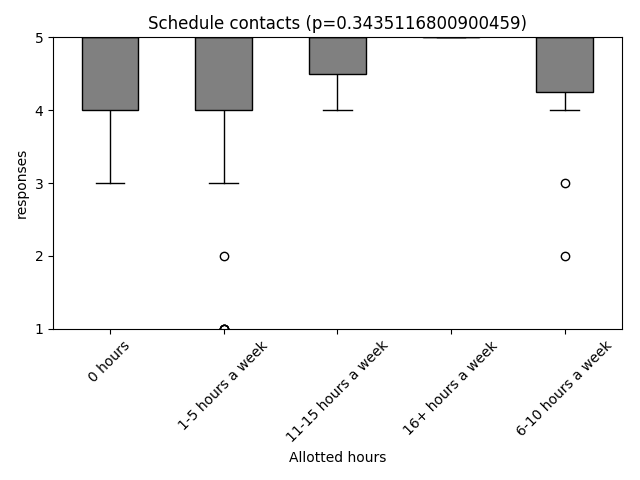 Schedule contacts (p=0.3435116800900459)
5
4
3
2
1
responses
0 hours
1-5 hours a week
11-15 hours a week
16+ hours a week
6-10 hours a week
Allotted hours